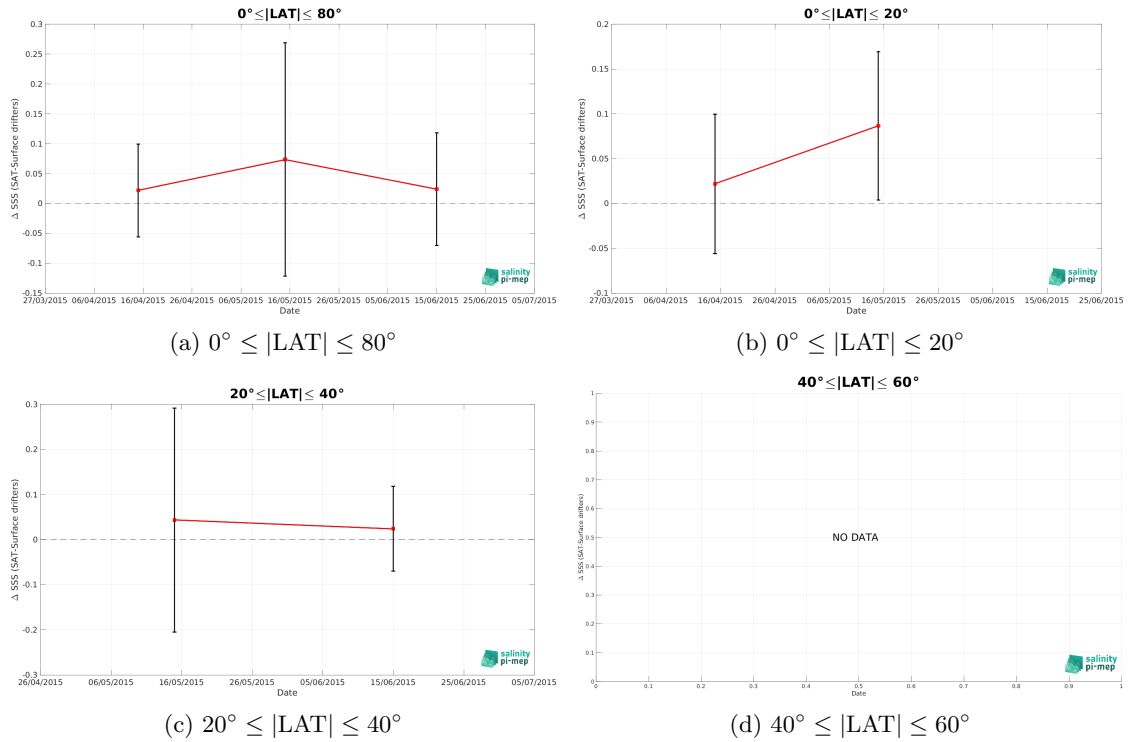 0°≤|LAT|≤ 80°
0.3
0.25
0.2
0.15
0.1
0.05
0
-0.05
-0.1
-0.15
Δ SSS (SAT-Surface drifters)
27/03/2015 06/04/2015 16/04/2015 26/04/2015 06/05/2015 16/05/2015 26/05/2015 05/06/2015 15/06/2015 25/06/2015 05/07/2015
Date
salinity
pi-mep
(a) 0° ≤ |LAT| ≤ 80°
0°≤|LAT|≤ 20°
0.2
0.15
0.1
0.05
0
-0.05
-0.1
Δ SSS (SAT-Surface drifters)
27/03/2015 06/04/2015 16/04/2015 26/04/2015 06/05/2015 16/05/2015 26/05/2015 05/06/2015 15/06/2015 25/06/2015
Date
salinity
pi-mep
(b) 0° ≤ |LAT| ≤ 20°
20°≤|LAT|≤ 40°
0.3
0.2
0.1
0
-0.1
-0.2
-0.3
Δ SSS (SAT-Surface drifters)
26/04/2015 06/05/2015 16/05/2015 26/05/2015 05/06/2015 15/06/2015 25/06/2015 05/07/2015
Date
salinity
pi-mep
(c) 20° ≤ |LAT| ≤ 40°
40°≤|LAT|≤ 60°
1
0.9
0.8
0.7
0.6
0.5
0.4
0.3
0.2
0.1
0
Δ SSS (SAT-Surface drifters)
NO DATA
0 0.1 0.2 0.3 0.4 0.5 0.6 0.7 0.8 0.9 1
Date
salinity
pi-mep
(d) 40° ≤ |LAT| ≤ 60°